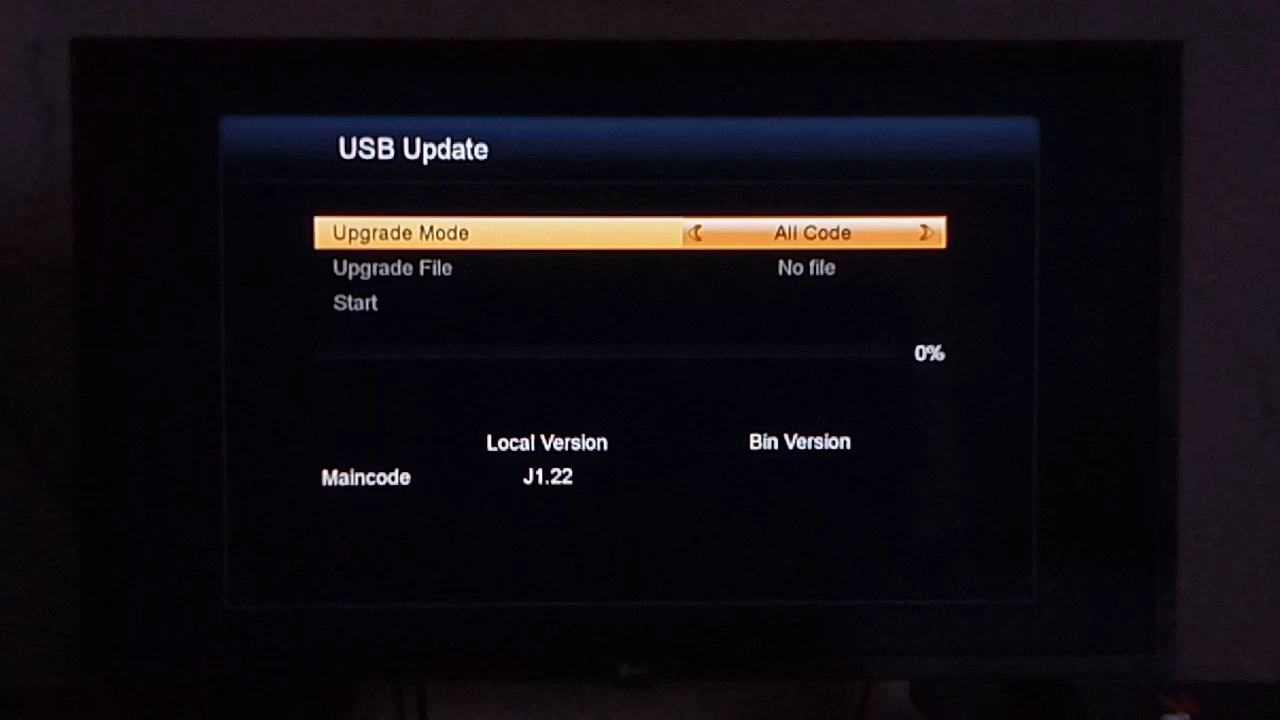 USB Update
Upgrade Mode All Code
Upgrade File No file
Start
0%
Local Version Bin Version
Maincode J1.22